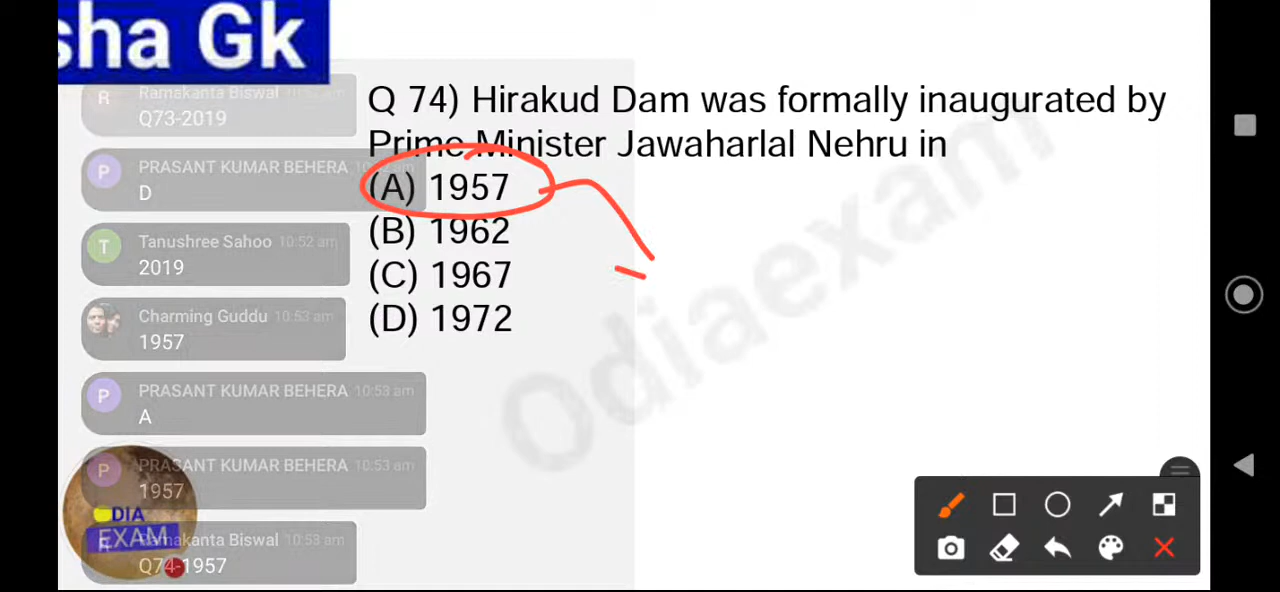 sha Gk
Q 74) Hirakud Dam was formally inaugurated by
Prime Minister Jawaharlal Nehru in
(A) 1957
(B) 1962
(C) 1967
(D) 1972
R
Ramakanta Biswal 10:52 am
Q73-2019
P
PRASANT KUMAR BEHERA 10:52 am
D
T
Tanushree Sahoo 10:52 am
2019
Charming Guddu 10:53 am
1957
P
PRASANT KUMAR BEHERA 10:53 am
A
P
PRASANT KUMAR BEHERA 10:53 am
1957
Ramakanta Biswal 10:53 am
Q74-1957
DIA
EXAM
Odiaexam